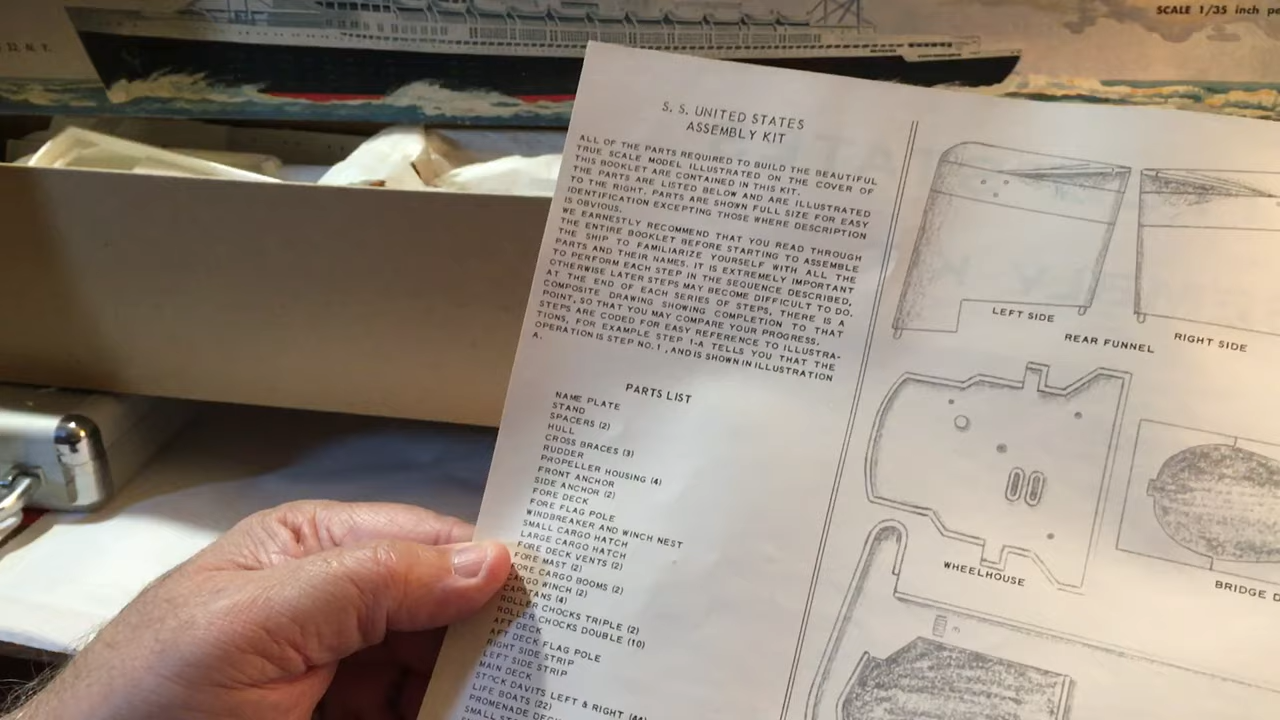 32, N. Y.
SCALE 1/35 inch pe
S. S. UNITED STATES
ASSEMBLY KIT
ALL OF THE PARTS REQUIRED TO BUILD THE BEAUTIFUL
TRUE SCALE MODEL ILLUSTRATED ON THE COVER OF
THIS BOOKLET ARE CONTAINED IN THIS KIT.
THE PARTS ARE LISTED BELOW AND ARE ILLUSTRATED
TO THE RIGHT. PARTS ARE SHOWN FULL SIZE FOR EASY
IDENTIFICATION EXCEPTING THOSE WHERE DESCRIPTION
IS OBVIOUS.
WE EARNESTLY RECOMMEND THAT YOU READ THROUGH
THE ENTIRE BOOKLET BEFORE STARTING TO ASSEMBLE
THE SHIP TO FAMILIARIZE YOURSELF WITH ALL THE
PARTS AND THEIR NAMES. IT IS EXTREMELY IMPORTANT
TO PERFORM EACH STEP IN THE SEQUENCE DESCRIBED,
OTHERWISE LATER STEPS MAY BECOME DIFFICULT TO DO.
AT THE END OF EACH SERIES OF STEPS, THERE IS A
COMPOSITE DRAWING SHOWING COMPLETION TO THAT
POINT, SO THAT YOU MAY COMPARE YOUR PROGRESS.
STEPS ARE CODED FOR EASY REFERENCE TO ILLUSTRA-
TIONS, FOR EXAMPLE STEP 1-A TELLS YOU THAT THE
OPERATION IS STEP NO. 1, AND IS SHOWN IN ILLUSTRATION
A.
PARTS LIST
NAME PLATE
STAND
SPACERS (2)
HULL
CROSS BRACES (3)
RUDDER
PROPELLER HOUSING (4)
FRONT ANCHOR
SIDE ANCHOR (2)
FORE DECK
FORE FLAG POLE
WINDBREAKER AND WINCH NEST
SMALL CARGO HATCH
LARGE CARGO HATCH
FORE DECK VENTS (2)
FORE MAST (2)
FORE CARGO BOOMS (2)
CARGO WINCH (2)
CAPSTANS (4)
ROLLER CHOCKS TRIPLE (2)
ROLLER CHOCKS DOUBLE (10)
AFT DECK
AFT DECK FLAG POLE
RIGHT SIDE STRIP
LEFT SIDE STRIP
MAIN DECK
STOCK DAVITS LEFT & RIGHT (44)
LIFE BOATS (22)
PROMENADE DECK
SMALL
LEFT SIDE
RIGHT SIDE
REAR FUNNEL
WHEELHOUSE
BRIDGE D